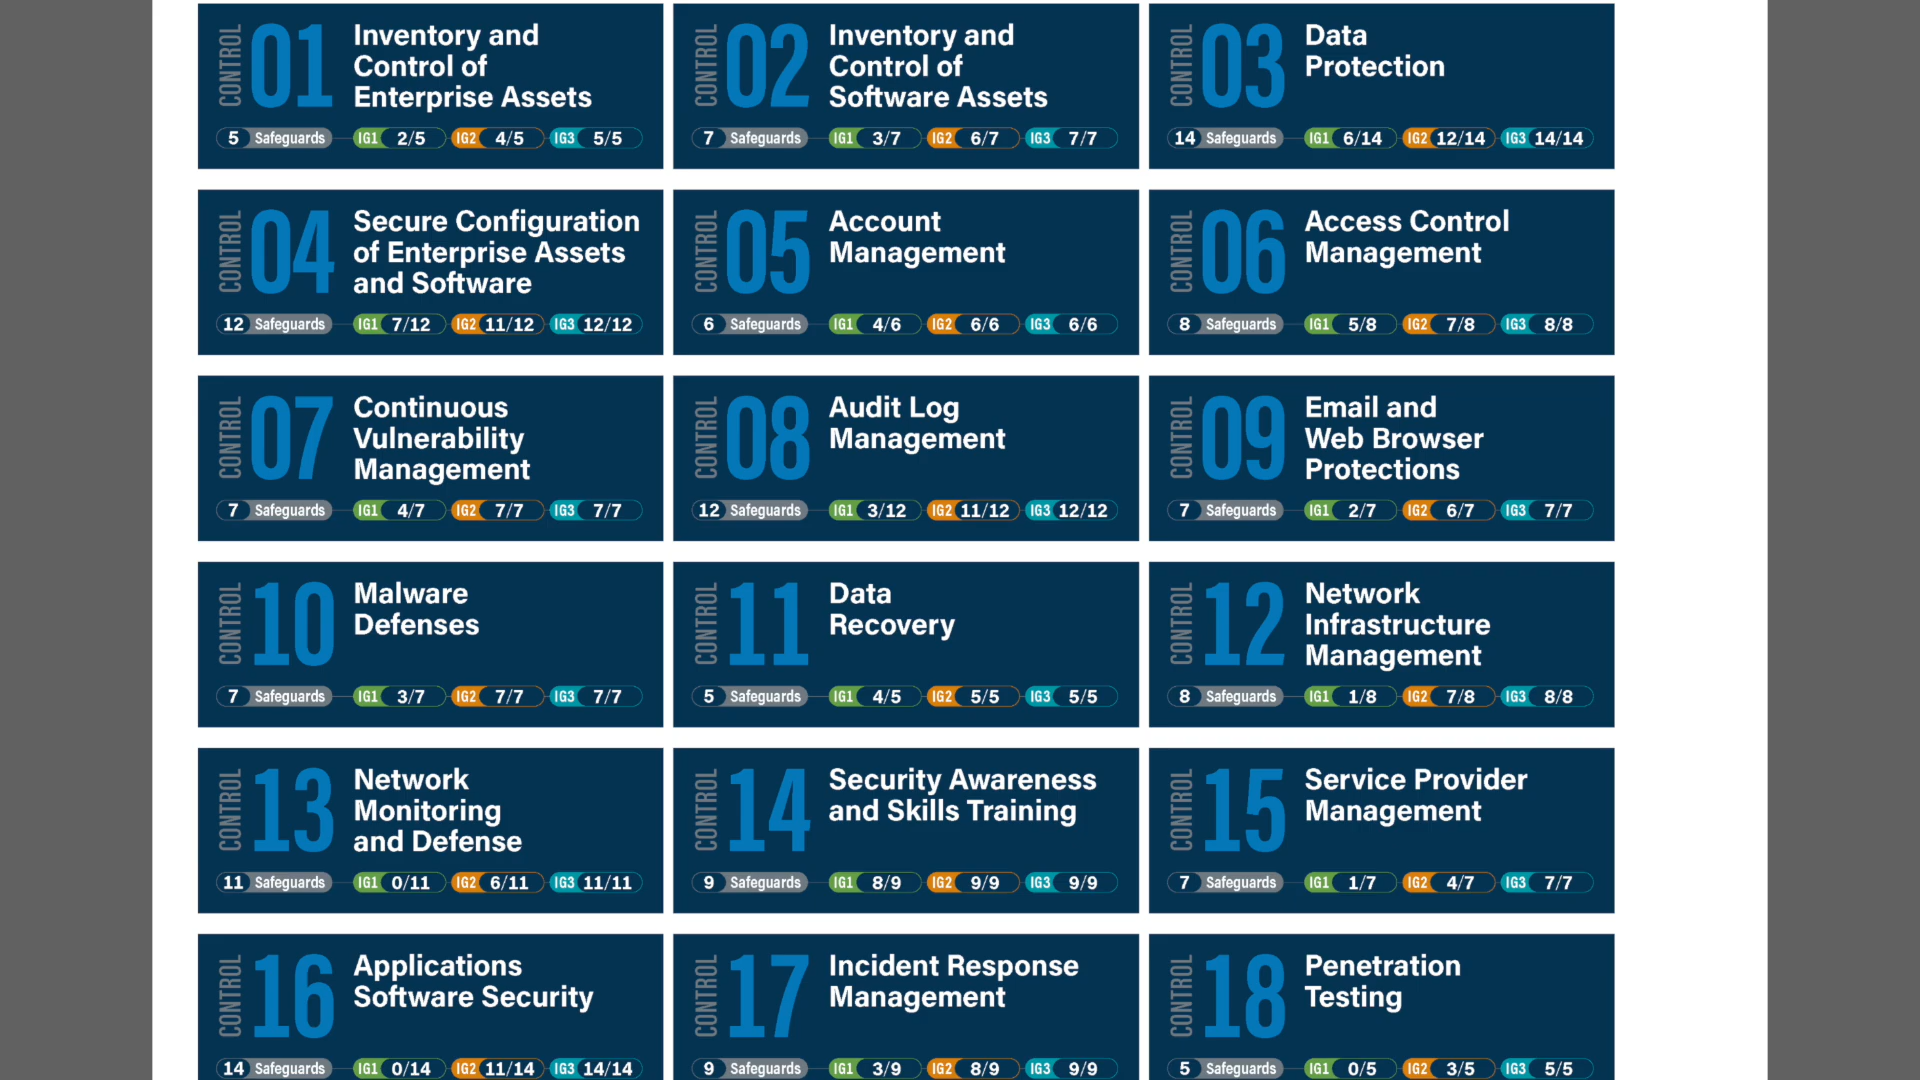 CONTROL 01 Inventory and
Control of
Enterprise Assets
5 Safeguards IG1 2/5 IG2 4/5 IG3 5/5
CONTROL 02 Inventory and
Control of
Software Assets
7 Safeguards IG1 3/7 IG2 6/7 IG3 7/7
CONTROL 03 Data
Protection
14 Safeguards IG1 6/14 IG2 12/14 IG3 14/14
CONTROL 04 Secure Configuration
of Enterprise Assets
and Software
12 Safeguards IG1 7/12 IG2 11/12 IG3 12/12
CONTROL 05 Account
Management
6 Safeguards IG1 4/6 IG2 6/6 IG3 6/6
CONTROL 06 Access Control
Management
8 Safeguards IG1 5/8 IG2 7/8 IG3 8/8
CONTROL 07 Continuous
Vulnerability
Management
7 Safeguards IG1 4/7 IG2 7/7 IG3 7/7
CONTROL 08 Audit Log
Management
12 Safeguards IG1 3/12 IG2 11/12 IG3 12/12
CONTROL 09 Email and
Web Browser
Protections
7 Safeguards IG1 2/7 IG2 6/7 IG3 7/7
CONTROL 10 Malware
Defenses
7 Safeguards IG1 3/7 IG2 7/7 IG3 7/7
CONTROL 11 Data
Recovery
5 Safeguards IG1 4/5 IG2 5/5 IG3 5/5
CONTROL 12 Network
Infrastructure
Management
8 Safeguards IG1 1/8 IG2 7/8 IG3 8/8
CONTROL 13 Network
Monitoring
and Defense
11 Safeguards IG1 0/11 IG2 6/11 IG3 11/11
CONTROL 14 Security Awareness
and Skills Training
9 Safeguards IG1 8/9 IG2 9/9 IG3 9/9
CONTROL 15 Service Provider
Management
7 Safeguards IG1 1/7 IG2 4/7 IG3 7/7
CONTROL 16 Applications
Software Security
14 Safeguards IG1 0/14 IG2 11/14 IG3 14/14
CONTROL 17 Incident Response
Management
9 Safeguards IG1 3/9 IG2 8/9 IG3 9/9
CONTROL 18 Penetration
Testing
5 Safeguards IG1 0/5 IG2 3/5 IG3 5/5